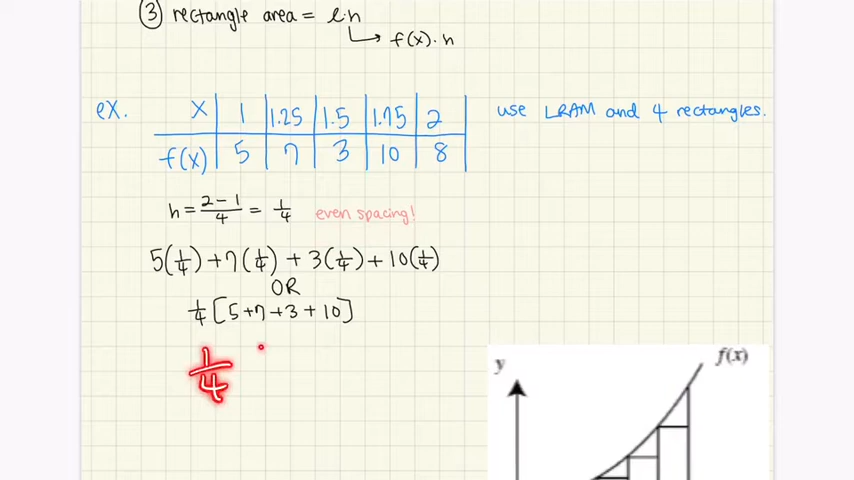 ③ rectangle area = l·h
f(x)·h
ex. x 1 1.25 1.5 1.75 2 use LRAM and 4 rectangles.
f(x) 5 7 3 10 8
h = 2-1/4 = 1/4 even spacing!
5(1/4) + 7(1/4) + 3(1/4) + 10(1/4)
OR
1/4 [5+7+3+10]
1/4
y f(x)